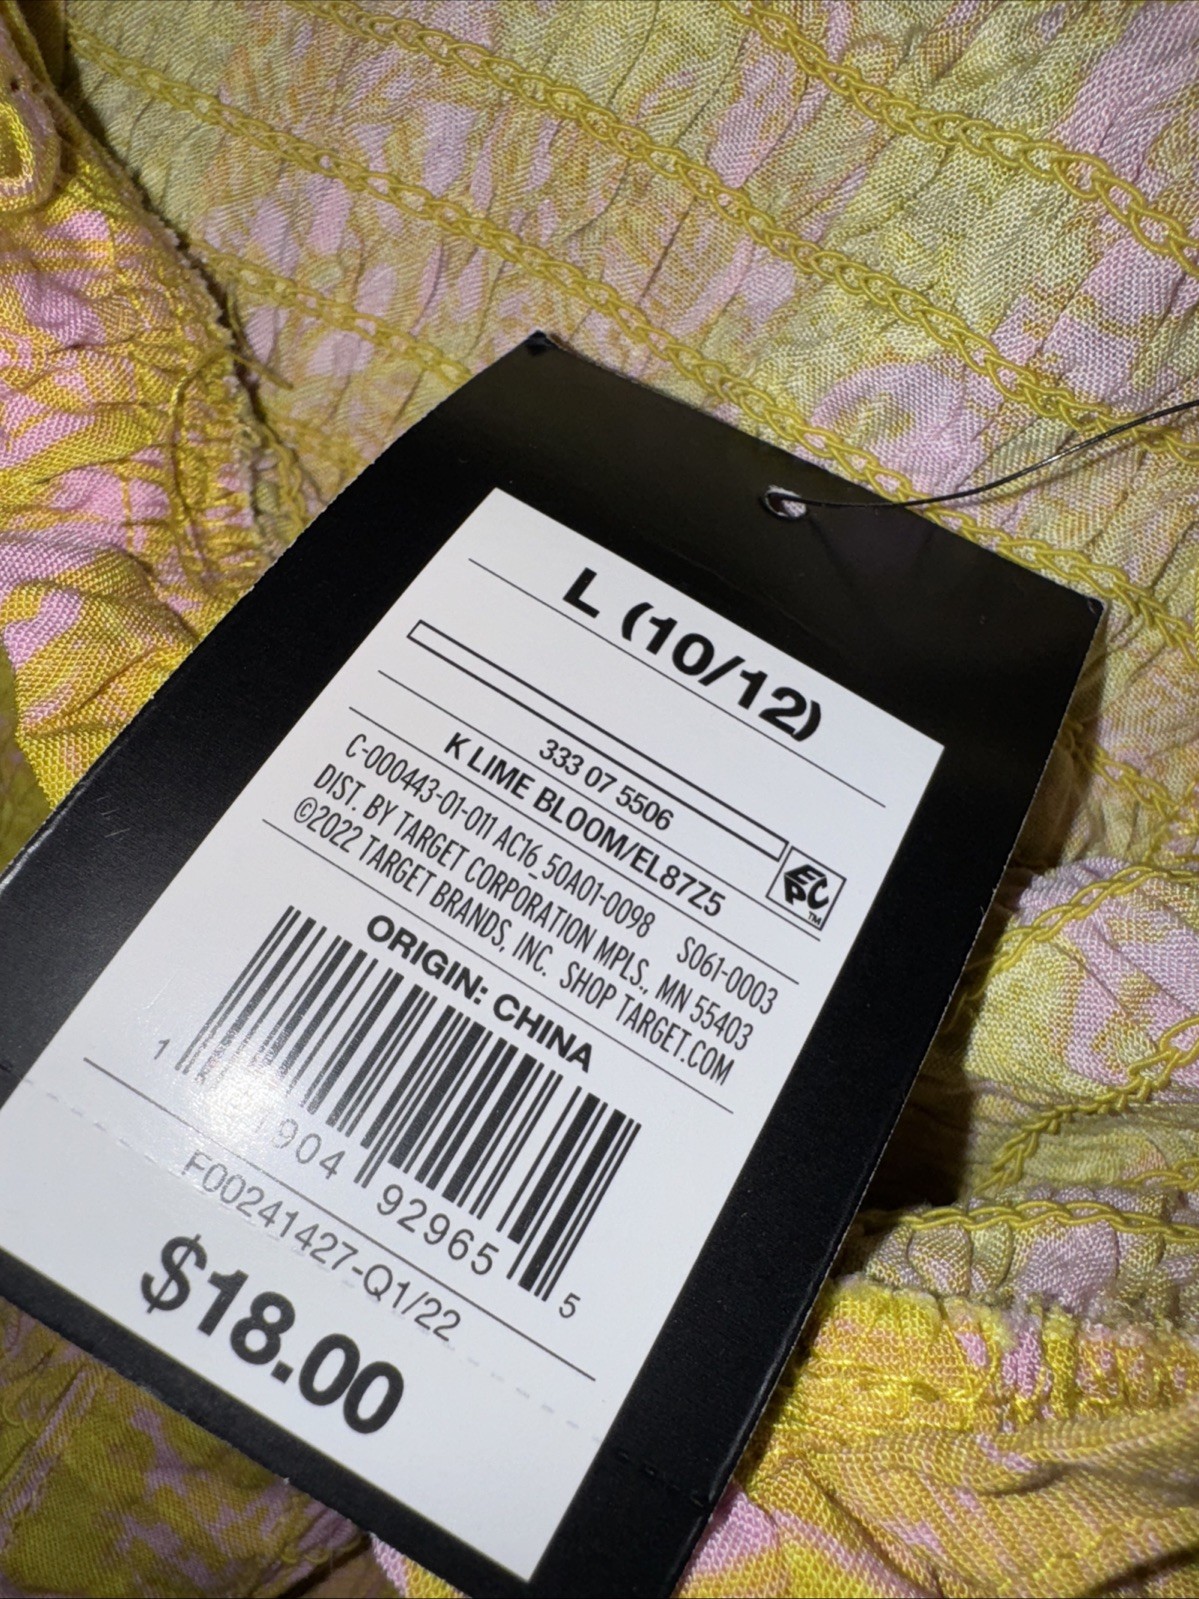 L (10/12)
333 07 5506
EPC™
K LIME BLOOM/EL87Z5
C-000443-01-011 AC16_50A01-0098 S061-0003
DIST. BY TARGET CORPORATION MPLS., MN 55403
©2022 TARGET BRANDS, INC. SHOP TARGET.COM
ORIGIN: CHINA
1 904 92965 5
F00241427-Q1/22
$18.00